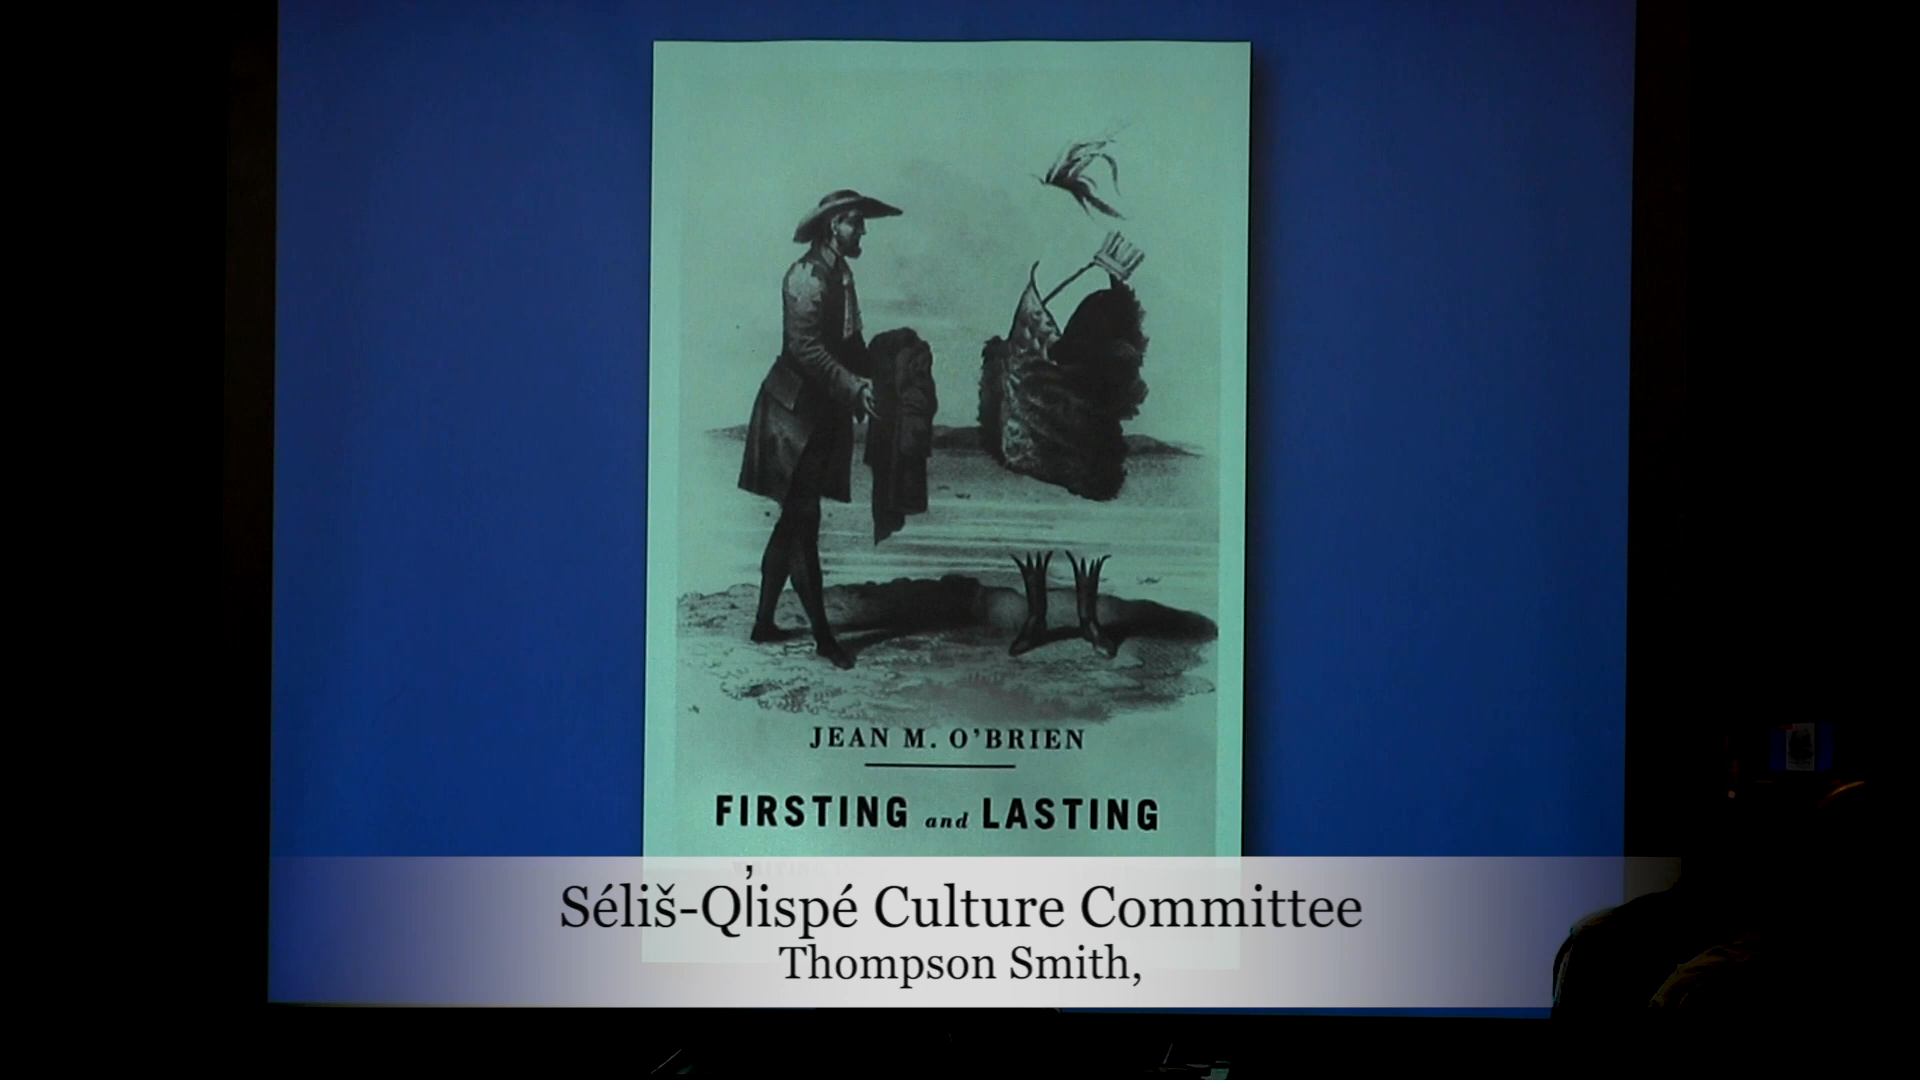 JEAN M. O'BRIEN
FIRSTING and LASTING
Séliš-Ql̓ispé Culture Committee
Thompson Smith,